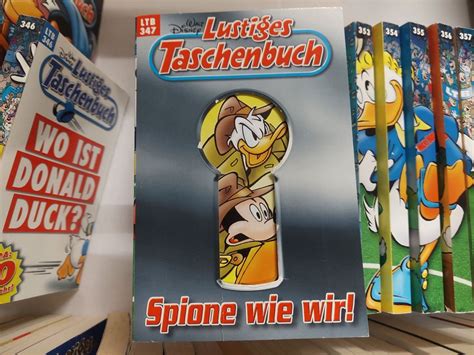 346
LTB
346
Lustiges
Taschenbuch
WO IST
DONALD
DUCK?
LTB
347
WALT DISNEY
Lustiges
Taschenbuch
Spione wie wir!
353
354
355
356
357